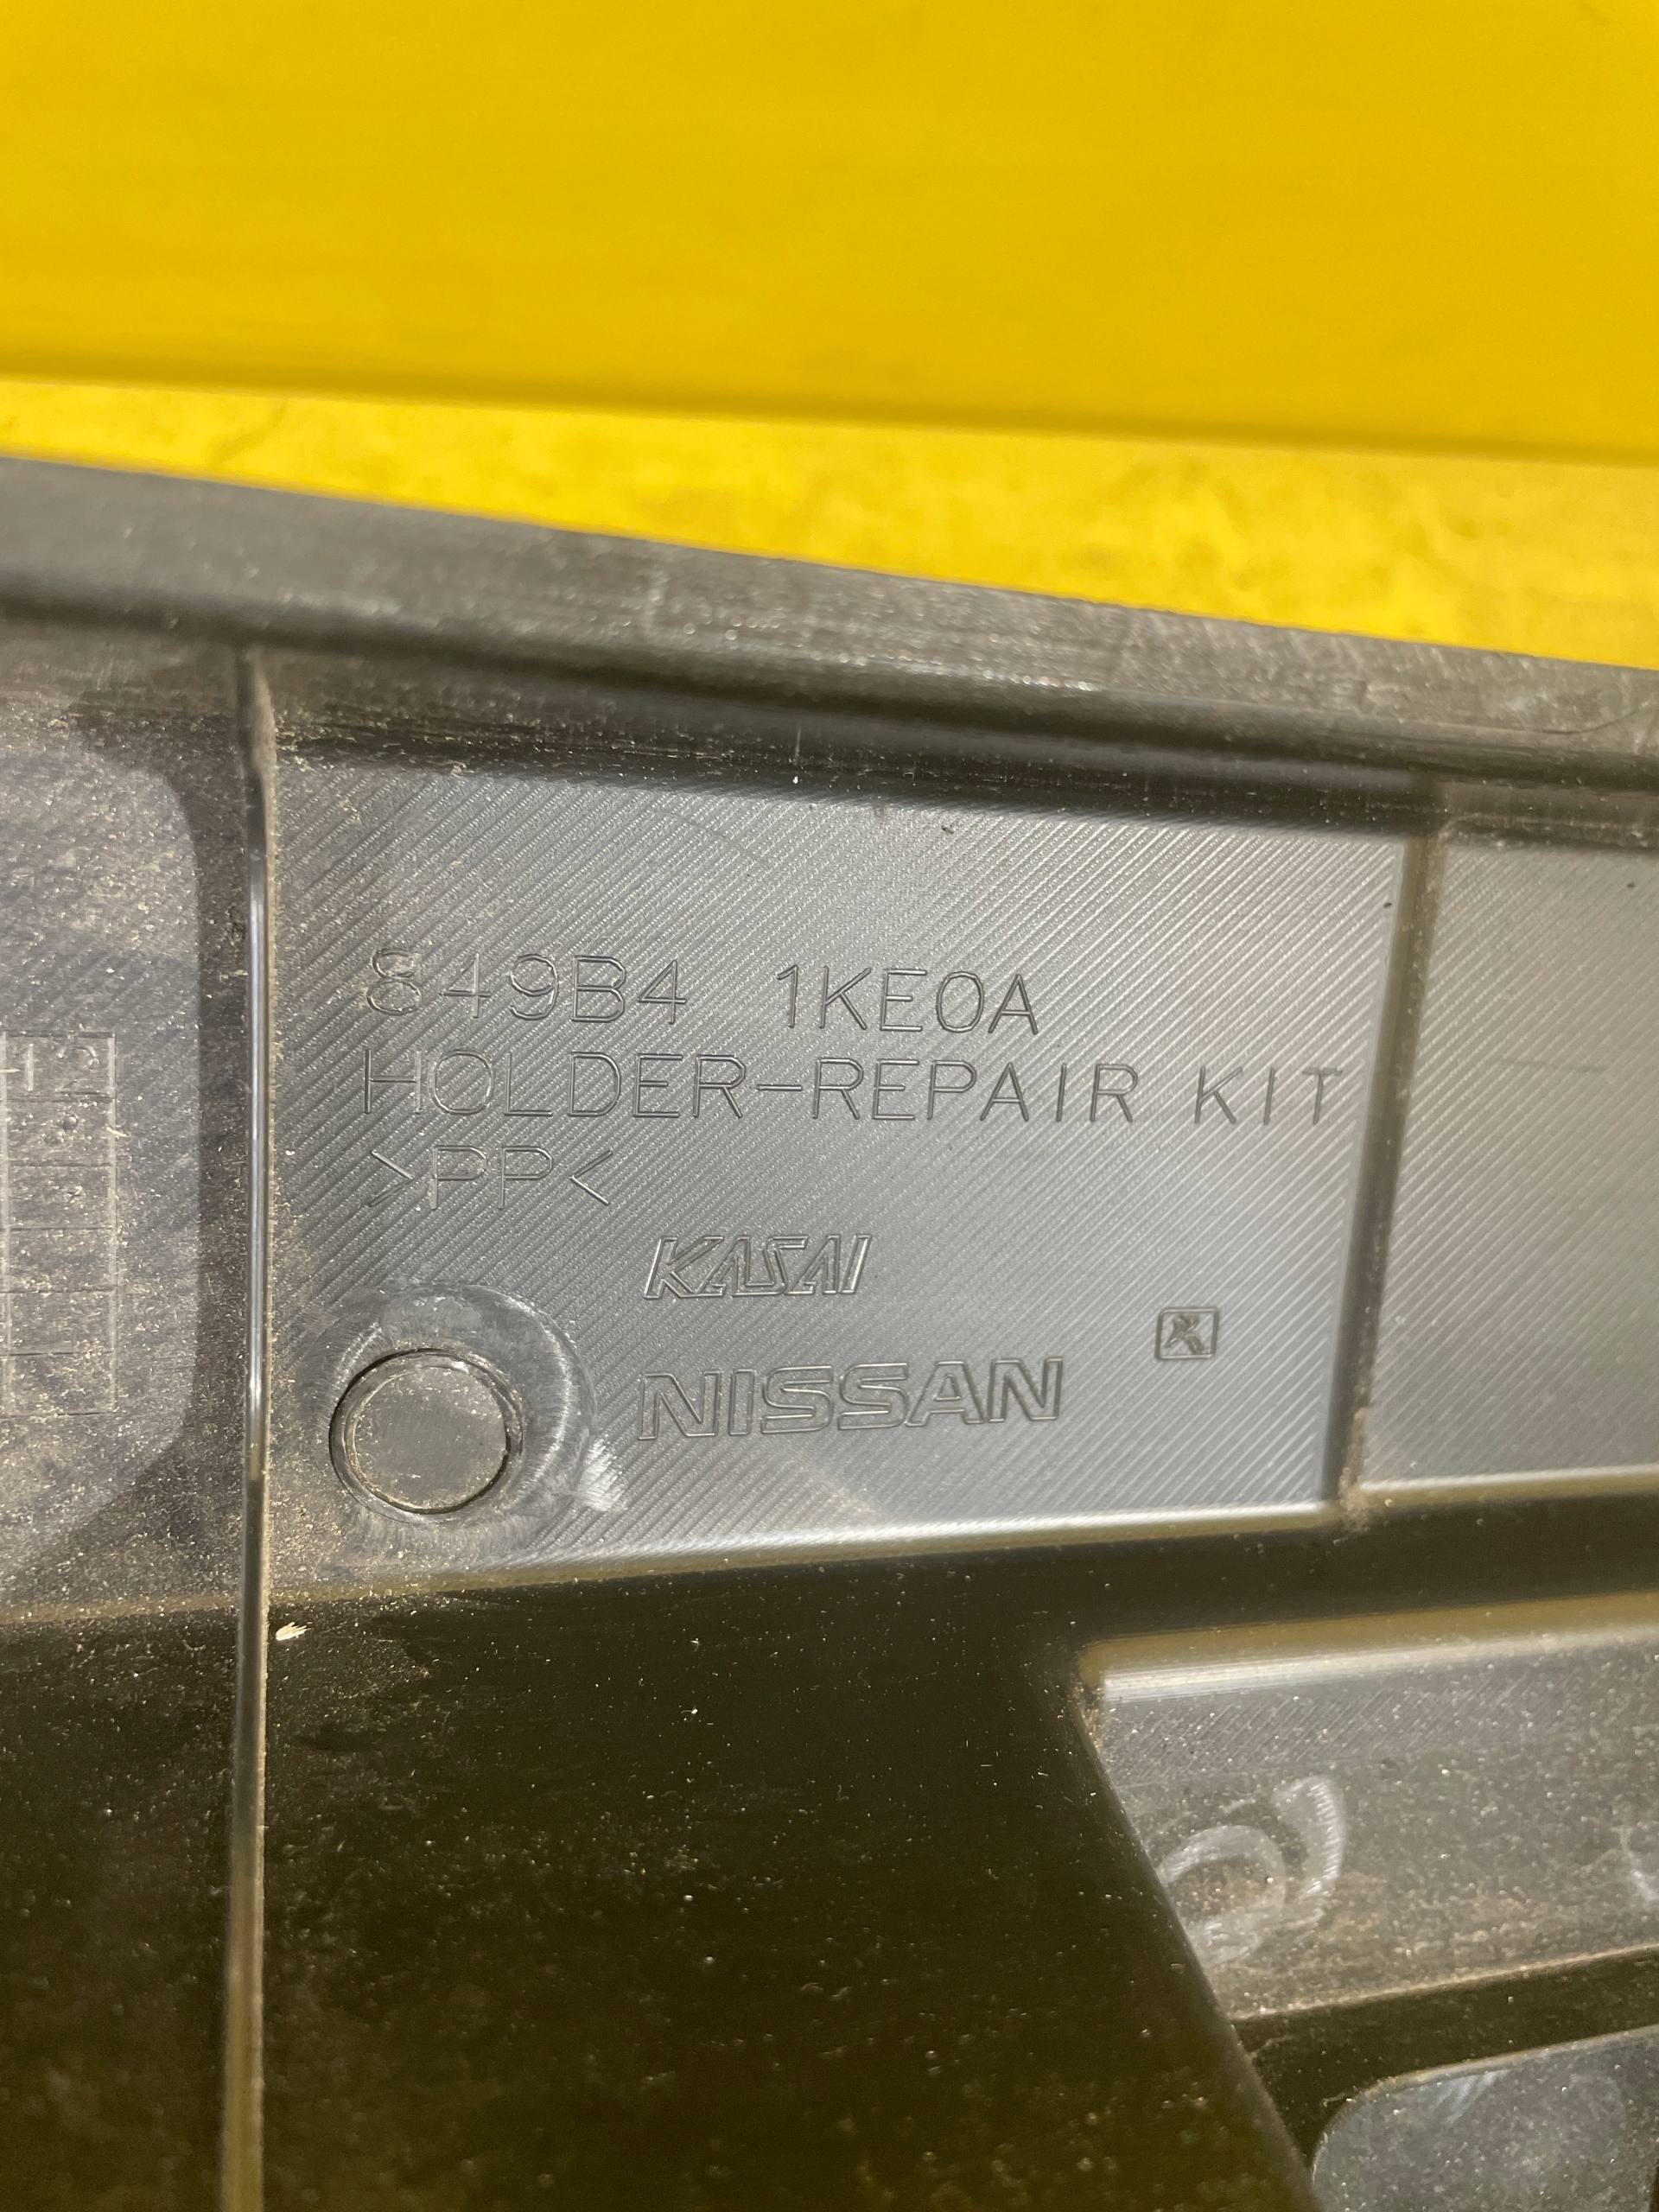 849B4 1KE0A
HOLDER-REPAIR KIT
>PP<
KASAI
NISSAN